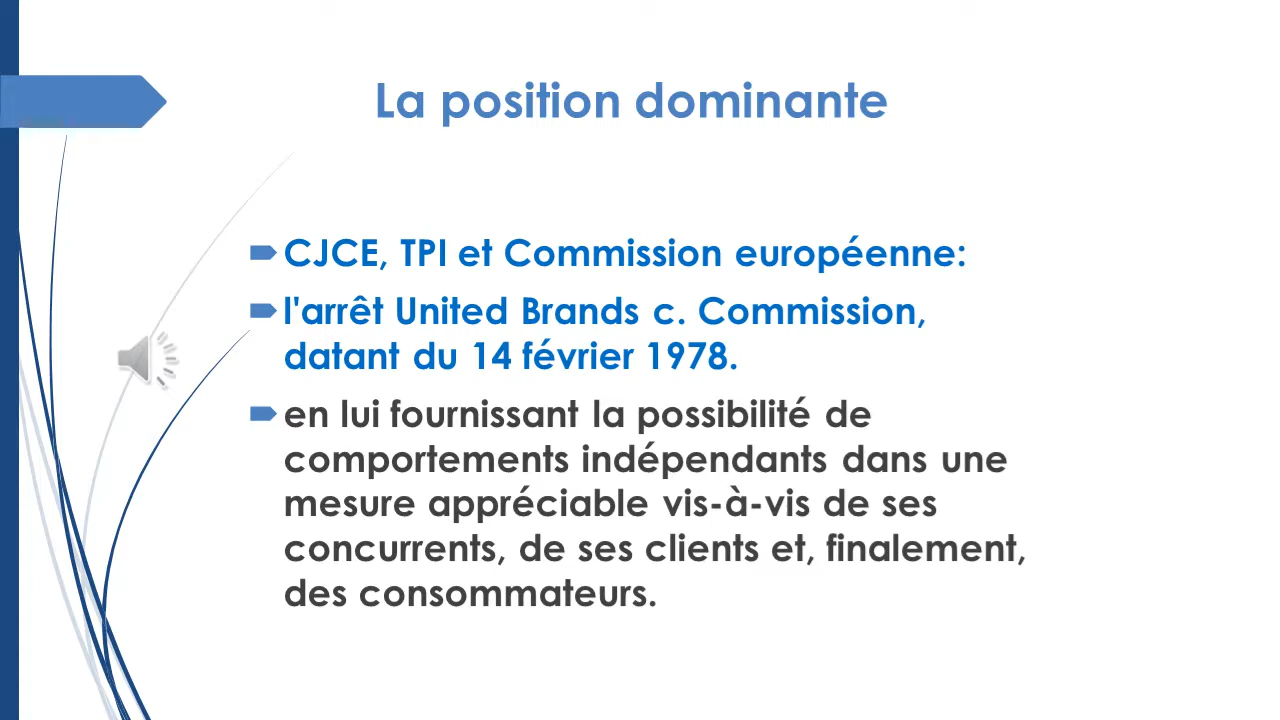 La position dominante
CJCE, TPI et Commission européenne:
l'arrêt United Brands c. Commission,
datant du 14 février 1978.
en lui fournissant la possibilité de
comportements indépendants dans une
mesure appréciable vis-à-vis de ses
concurrents, de ses clients et, finalement,
des consommateurs.